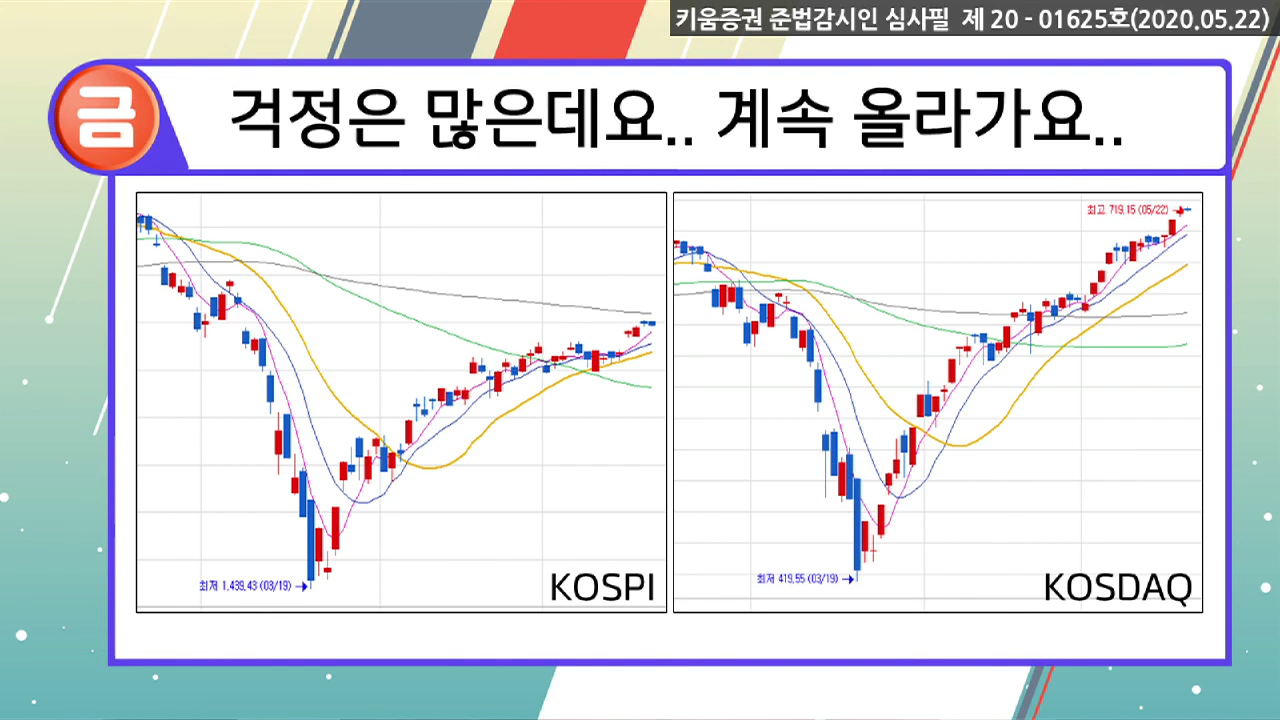 키움증권 준법감시인 심사필 제 20 - 01625호(2020.05.22)
금
걱정은 많은데요.. 계속 올라가요..
최고 719,15 (05/22)
최저 1,439,43 (03/19)
KOSPI
최저 419,55 (03/19)
KOSDAQ